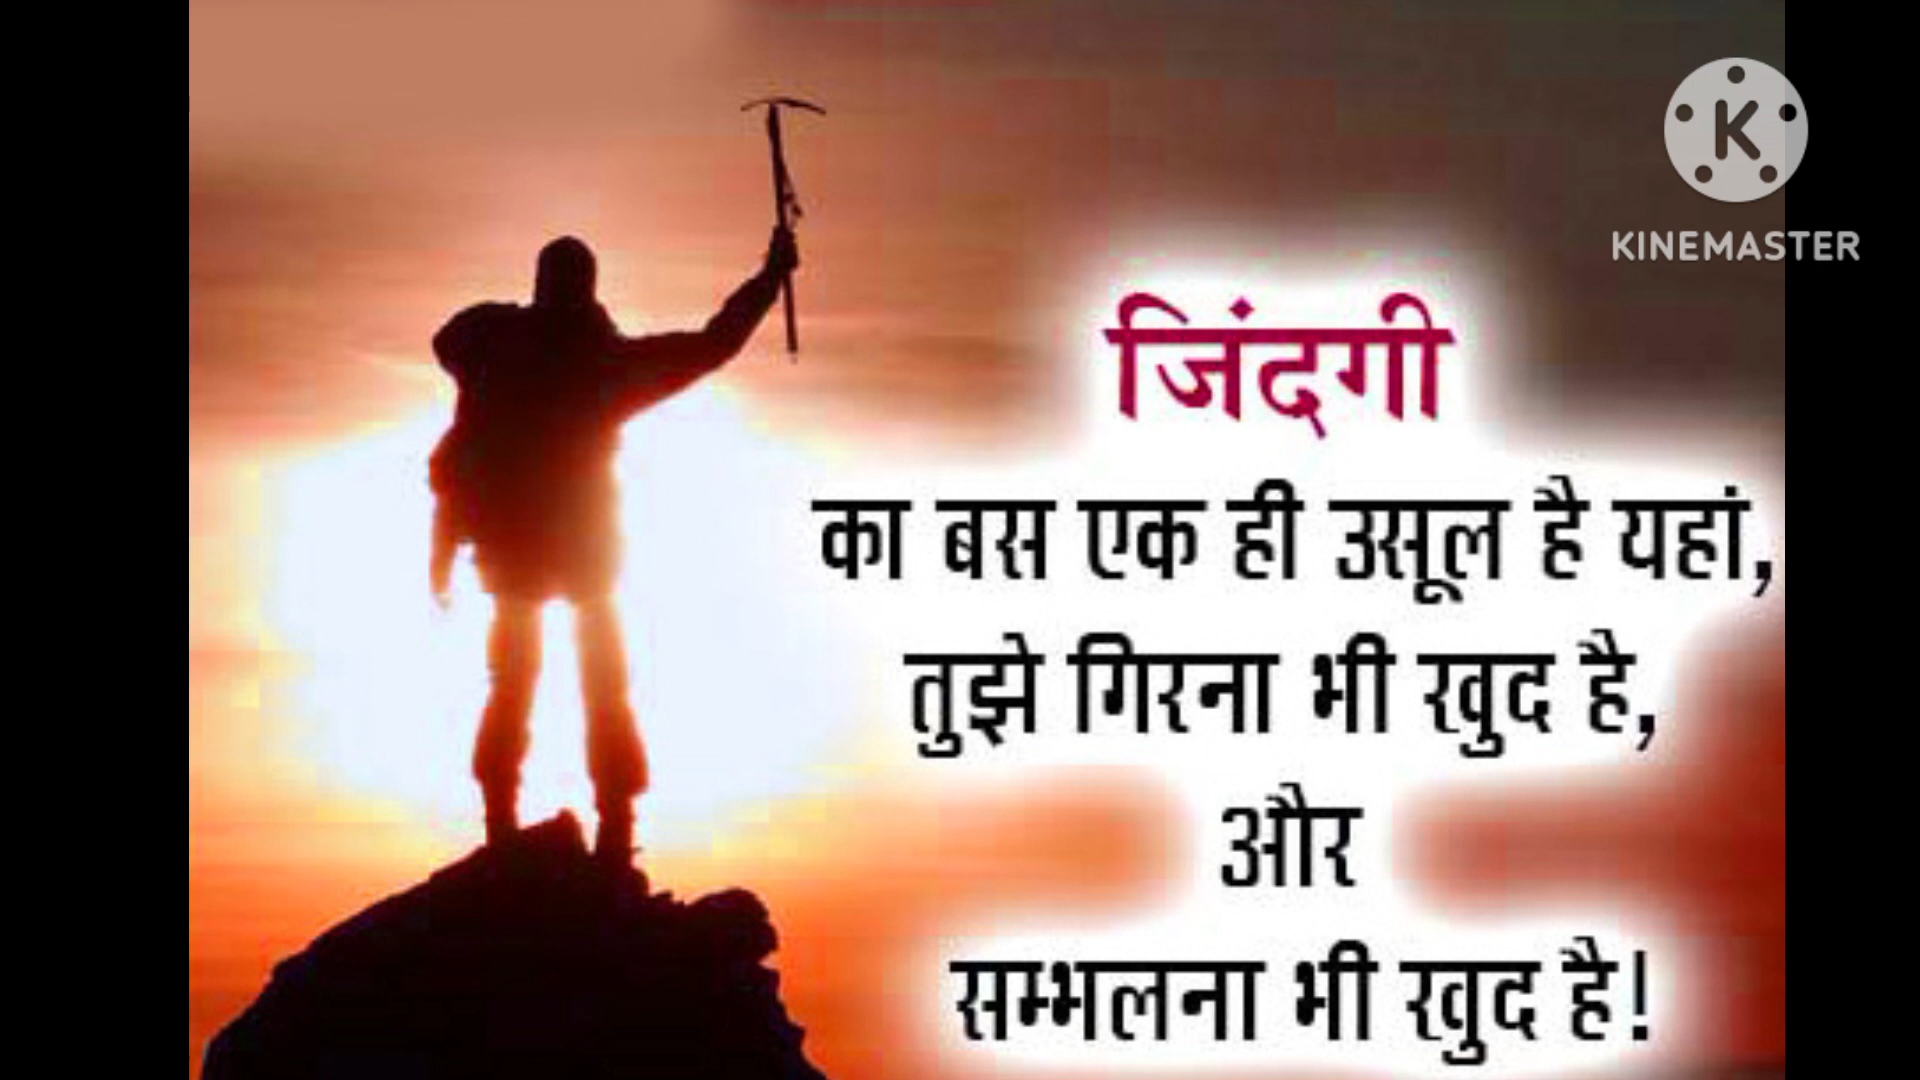 KINEMASTER
जिंदगी
का बस एक ही उसूल है यहां,
तुझे गिरना भी खुद है,
और
सम्भलना भी खुद है!